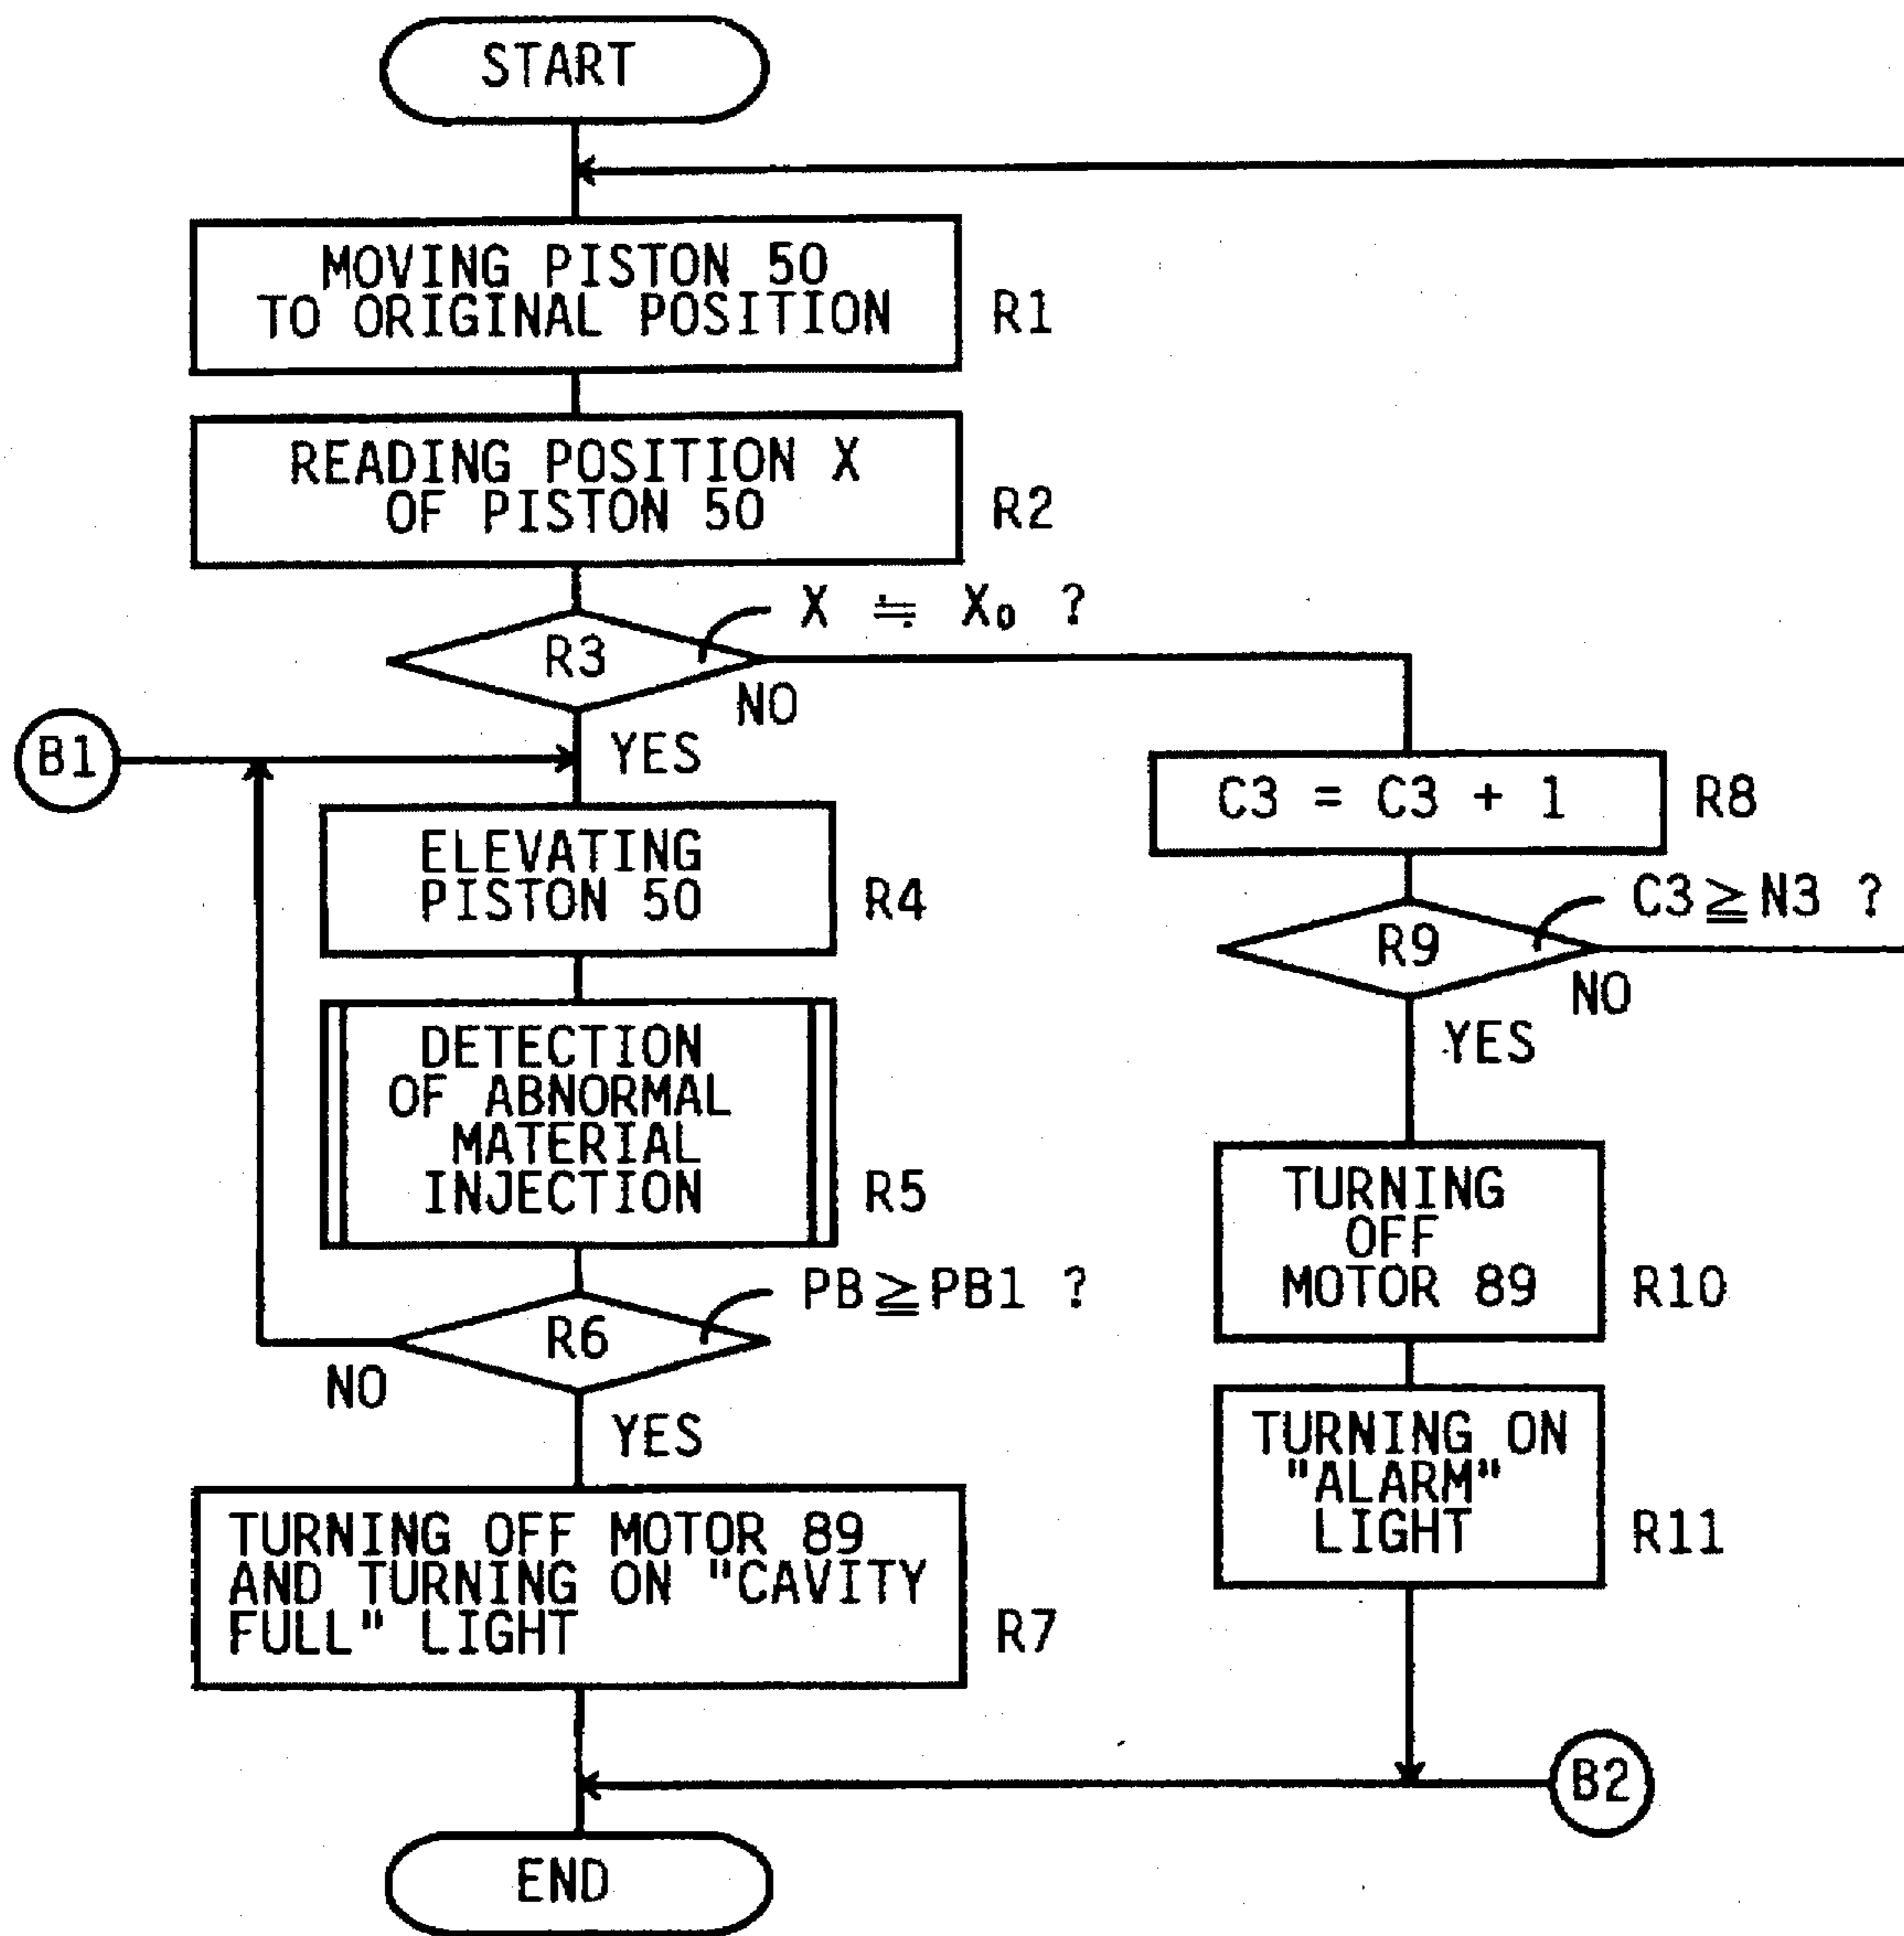 START
MOVING PISTON 50
TO ORIGINAL POSITION
R1
READING POSITION X
OF PISTON 50
R2
X ≒ X₀ ?
R3
NO
YES
B1
ELEVATING
PISTON 50
R4
DETECTION
OF ABNORMAL
MATERIAL
INJECTION
R5
PB≧PB1 ?
R6
NO
YES
TURNING OFF MOTOR 89
AND TURNING ON "CAVITY
FULL" LIGHT
R7
C3 = C3 + 1
R8
C3≧N3 ?
R9
NO
YES
TURNING
OFF
MOTOR 89
R10
TURNING ON
"ALARM"
LIGHT
R11
B2
END